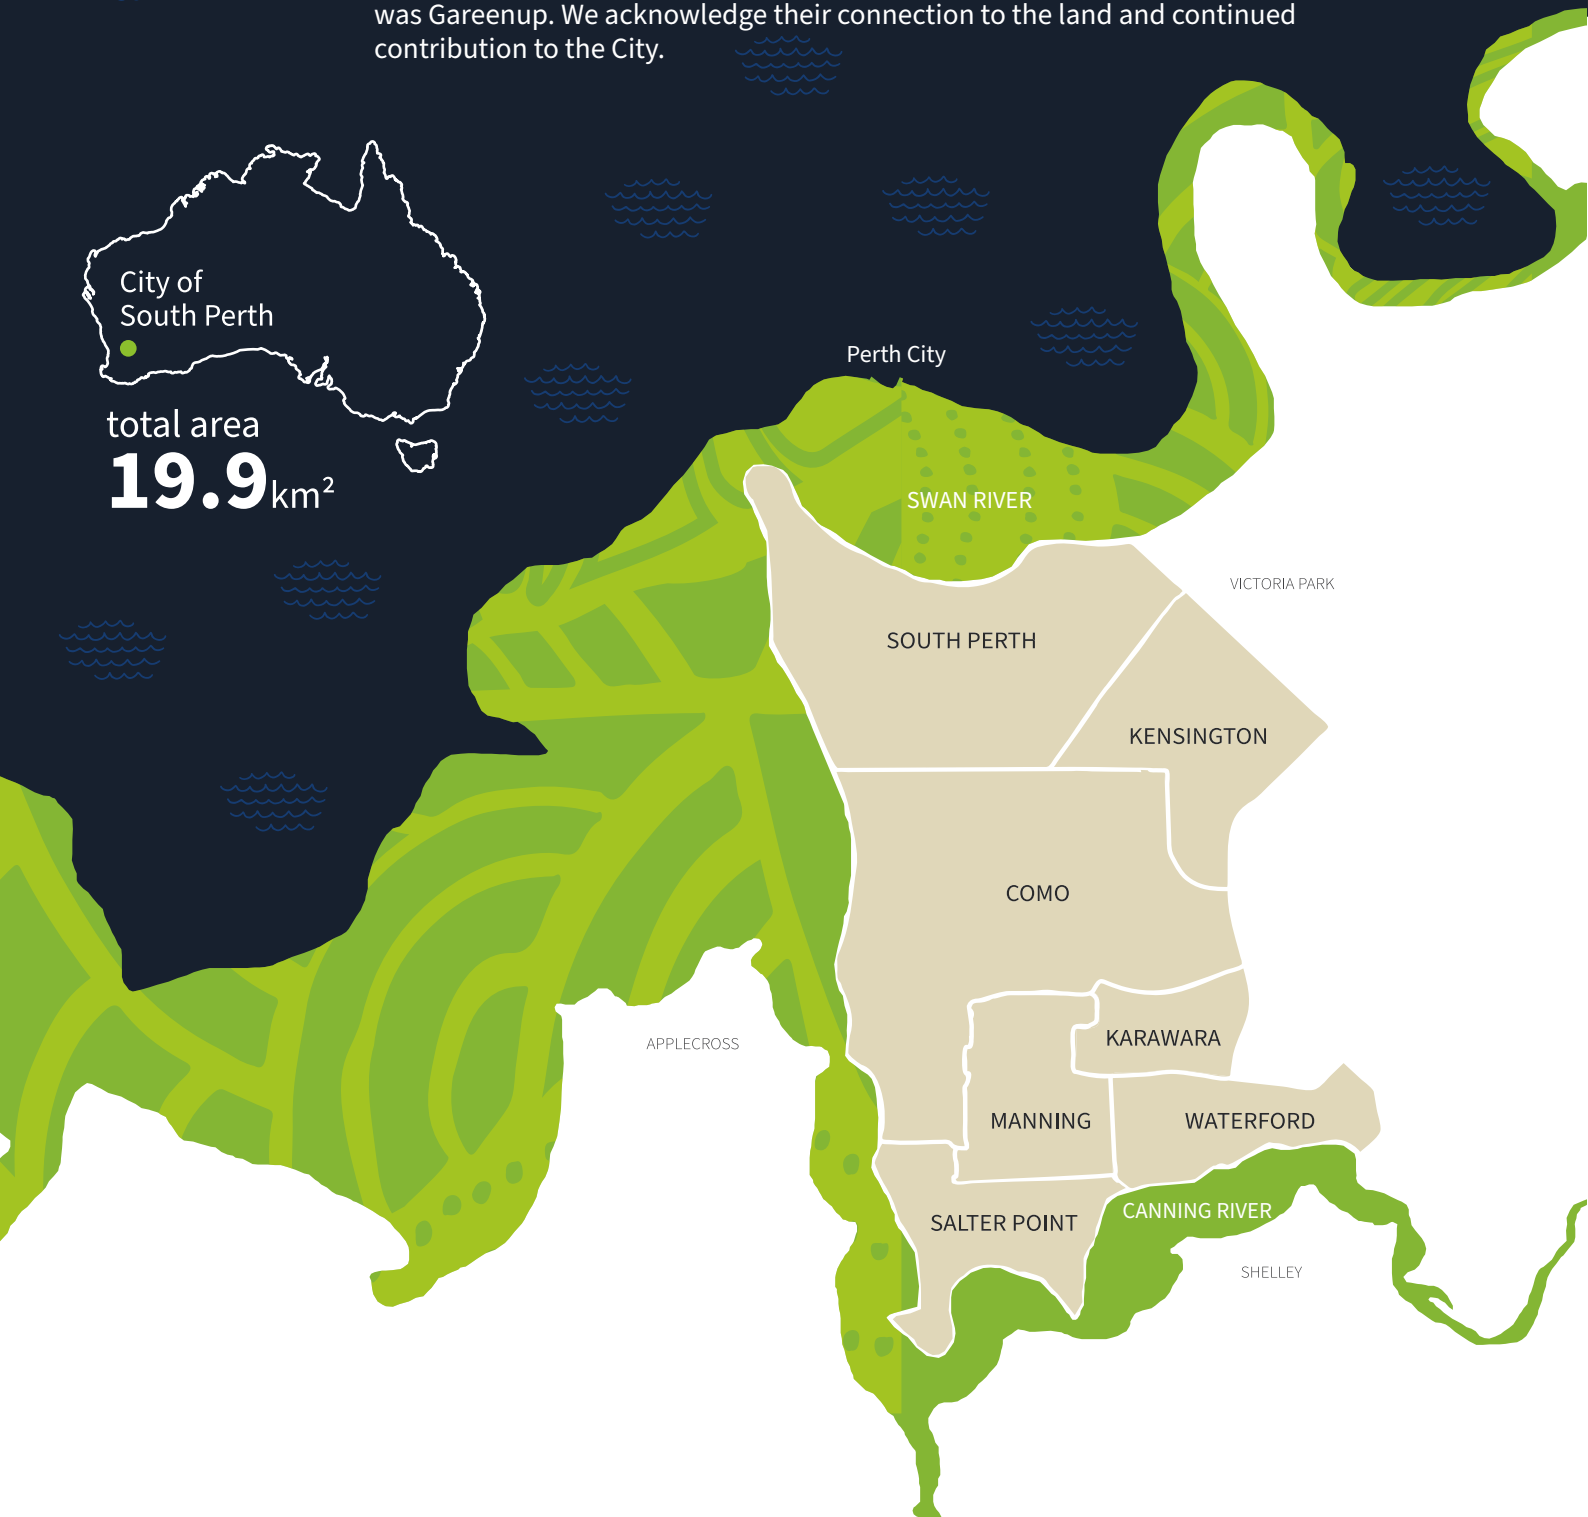 was Gareenup. We acknowledge their connection to the land and continued
contribution to the City.
City of
South Perth
total area
19.9km²
Perth City
SWAN RIVER
VICTORIA PARK
SOUTH PERTH
KENSINGTON
COMO
APPLECROSS
KARAWARA
MANNING
WATERFORD
SALTER POINT
CANNING RIVER
SHELLEY